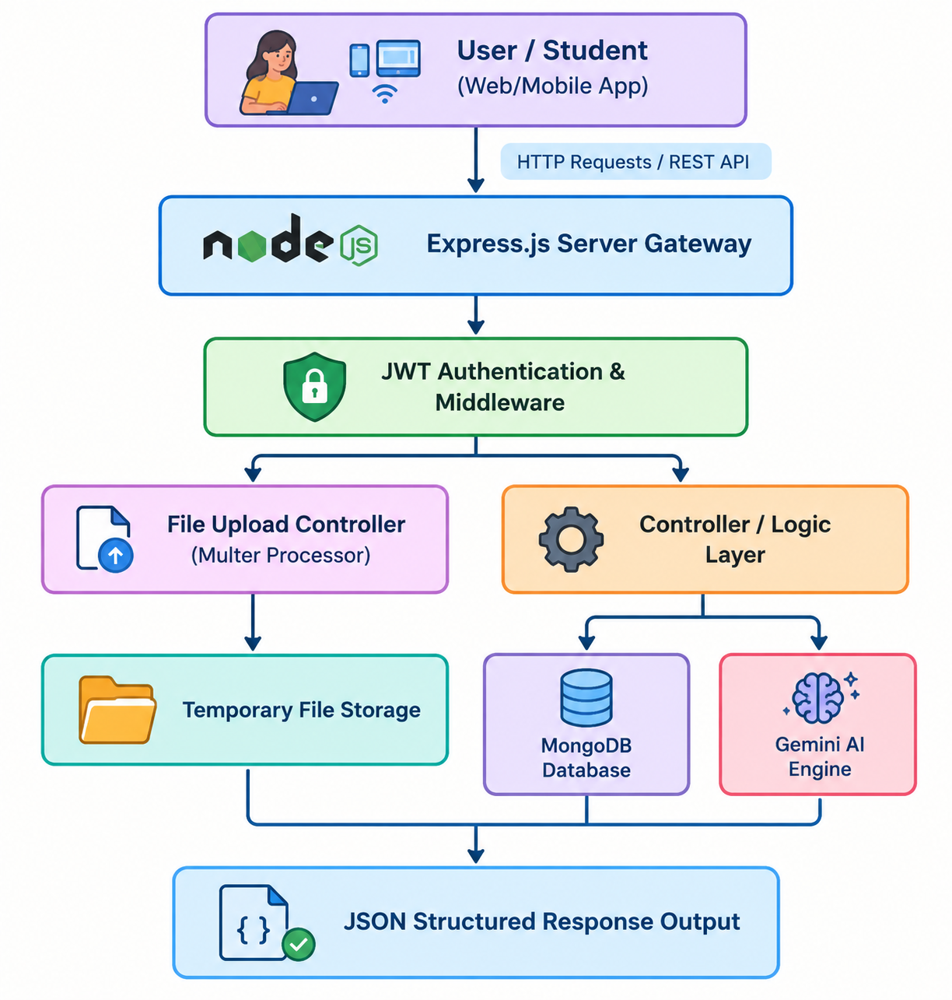 User / Student
(Web/Mobile App)
HTTP Requests / REST API
node JS
Express.js Server Gateway
JWT Authentication &
Middleware
File Upload Controller
(Multer Processor)
Controller / Logic
Layer
Temporary File Storage
MongoDB
Database
Gemini AI
Engine
{ }
JSON Structured Response Output